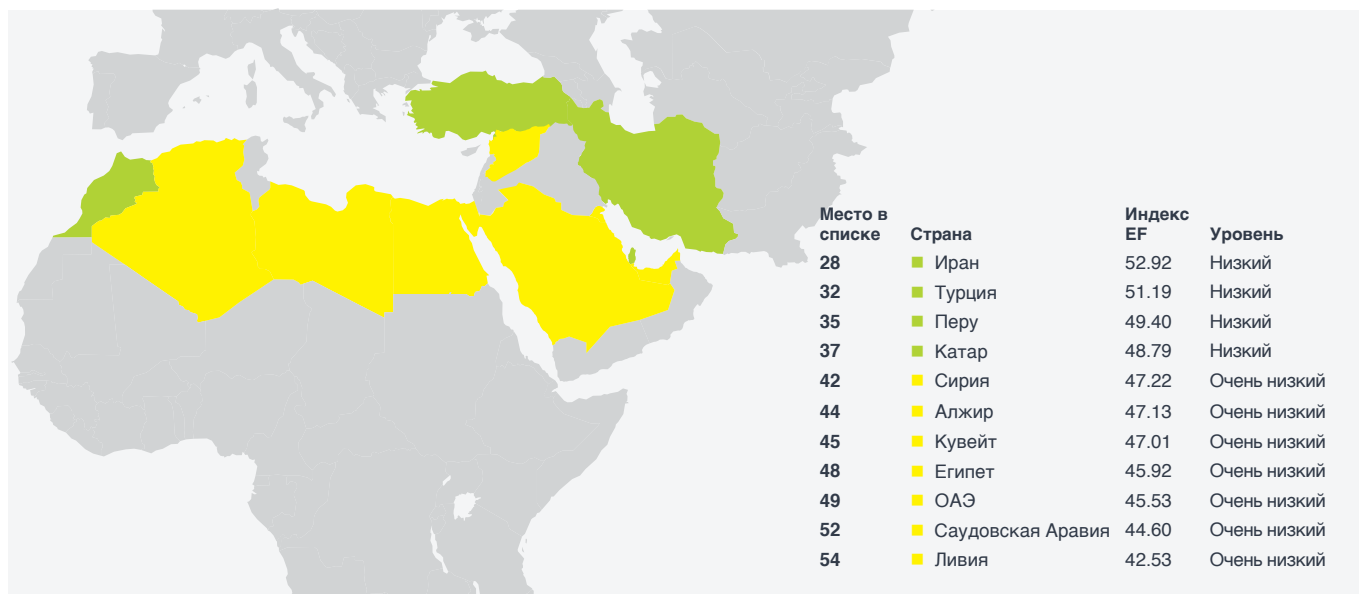 Место в списке Страна Индекс EF Уровень
28 Иран 52.92 Низкий
32 Турция 51.19 Низкий
35 Перу 49.40 Низкий
37 Катар 48.79 Низкий
42 Сирия 47.22 Очень низкий
44 Алжир 47.13 Очень низкий
45 Кувейт 47.01 Очень низкий
48 Египет 45.92 Очень низкий
49 ОАЭ 45.53 Очень низкий
52 Саудовская Аравия 44.60 Очень низкий
54 Ливия 42.53 Очень низкий